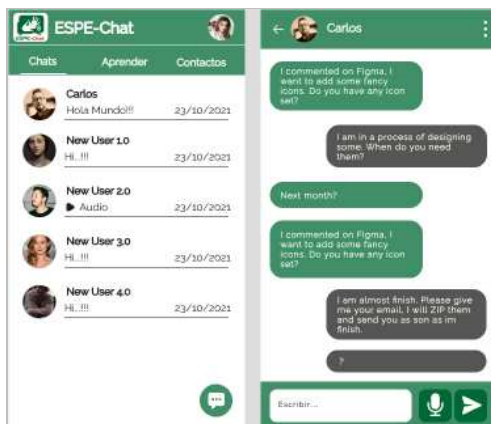 ESPE-Chat
ESPE-Chat
Chats Aprender Contactos
Carlos
Hola Mundo!!!
23/10/2021
New User 1.0
Hi...!!!
23/10/2021
New User 2.0
Audio
23/10/2021
New User 3.0
Hi...!!!
23/10/2021
New User 4.0
Hi...!!!
23/10/2021
Carlos
I commented on Figma, I
want to add some fancy
icons. Do you have any icon
set?
I am in a process of designing
some. When do you need
them?
Next month?
I commented on Figma, I
want to add some fancy
icons. Do you have any icon
set?
I am almost finish. Please give
me your email, I will ZIP them
and send you as son as im
finish.
?
Escribir...